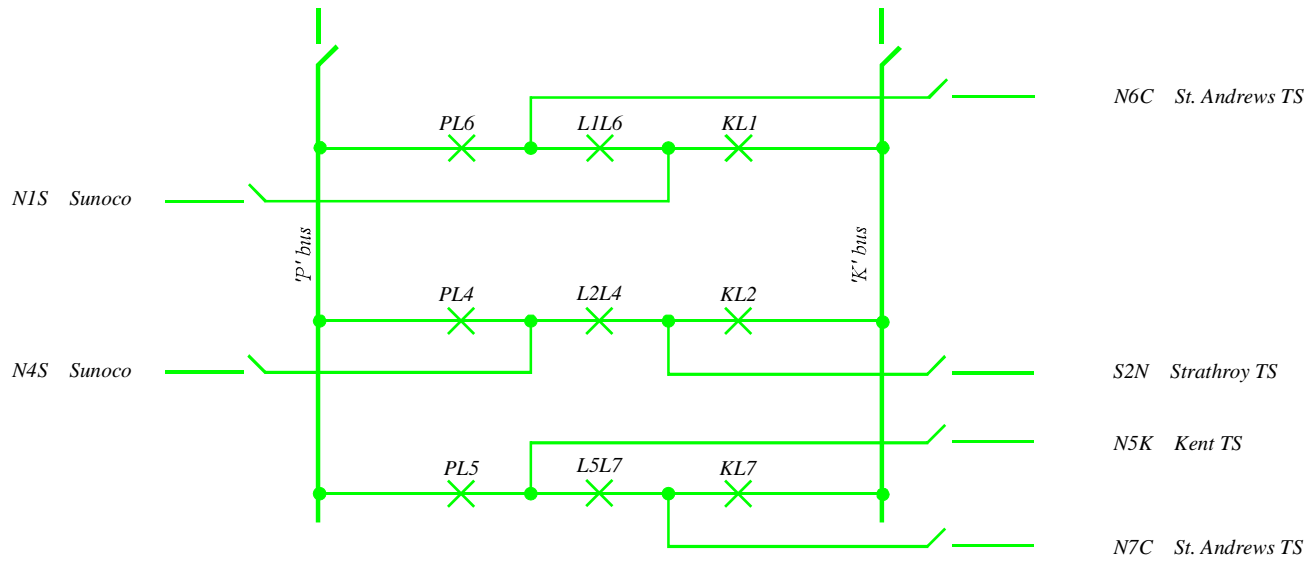 N6C St. Andrews TS
PL6 L1L6 KL1
N1S Sunoco
'P' bus
'K' bus
PL4 L2L4 KL2
N4S Sunoco
S2N Strathroy TS
N5K Kent TS
PL5 L5L7 KL7
N7C St. Andrews TS